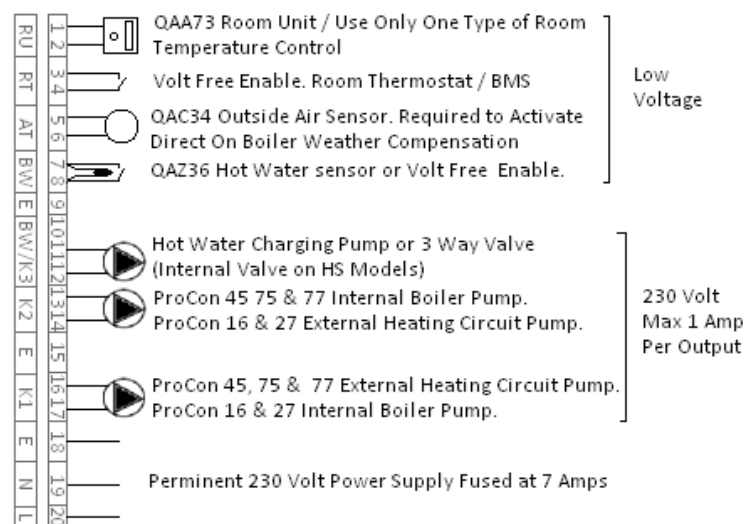 RU
1
2
QAA73 Room Unit / Use Only One Type of Room
Temperature Control
RT
3
4
Volt Free Enable. Room Thermostat / BMS
Low
Voltage
AT
5
6
QAC34 Outside Air Sensor. Required to Activate
Direct On Boiler Weather Compensation
BW
7
8
QAZ36 Hot Water sensor or Volt Free Enable.
E
9
BW/K3
10
11
12
Hot Water Charging Pump or 3 Way Valve
(Internal Valve on HS Models)
K2
13
14
ProCon 45 75 & 77 Internal Boiler Pump.
ProCon 16 & 27 External Heating Circuit Pump.
230 Volt
Max 1 Amp
Per Output
E
15
K1
16
17
ProCon 45, 75 & 77 External Heating Circuit Pump.
ProCon 16 & 27 Internal Boiler Pump.
E
18
N
19
Perminent 230 Volt Power Supply Fused at 7 Amps
L
20